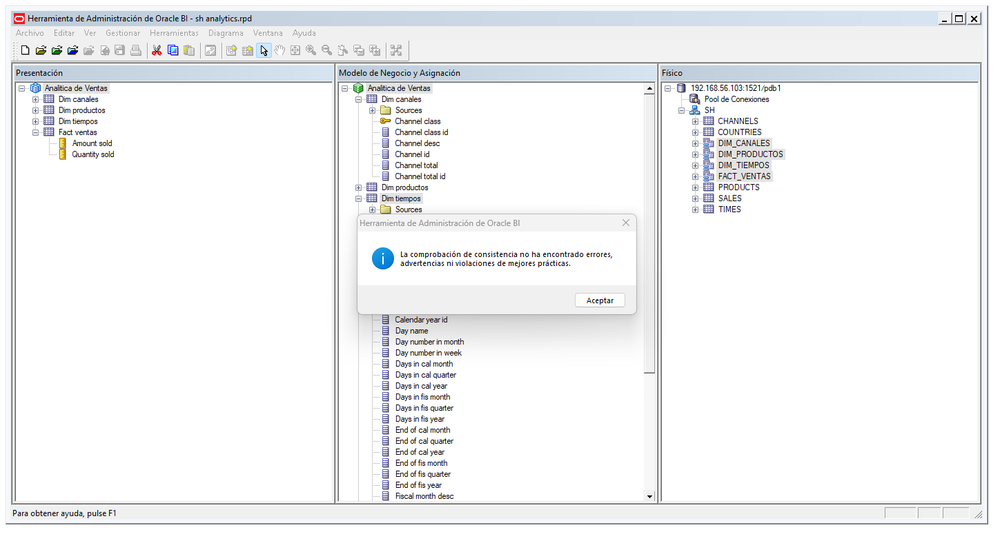 Herramienta de Administración de Oracle BI - sh analytics.rpd
Archivo Editar Ver Gestionar Herramientas Diagrama Ventana Ayuda
Presentación
Analitica de Ventas
Dim canales
Dim productos
Dim tiempos
Fact ventas
Amount sold
Quantity sold
Modelo de Negocio y Asignación
Analitica de Ventas
Dim canales
Sources
Channel class
Channel class id
Channel desc
Channel id
Channel total
Channel total id
Dim productos
Dim tiempos
Sources
Calendar year id
Day name
Day number in month
Day number in week
Days in cal month
Days in cal quarter
Days in cal year
Days in fis month
Days in fis quarter
Days in fis year
End of cal month
End of cal quarter
End of cal year
End of fis month
End of fis quarter
End of fis year
Fiscal month desc
Físico
192.168.56.103:1521/pdb1
Pool de Conexiones
SH
CHANNELS
COUNTRIES
DIM_CANALES
DIM_PRODUCTOS
DIM_TIEMPOS
FACT_VENTAS
PRODUCTS
SALES
TIMES
Herramienta de Administración de Oracle BI
La comprobación de consistencia no ha encontrado errores,
advertencias ni violaciones de mejores prácticas.
Aceptar
Para obtener ayuda, pulse F1